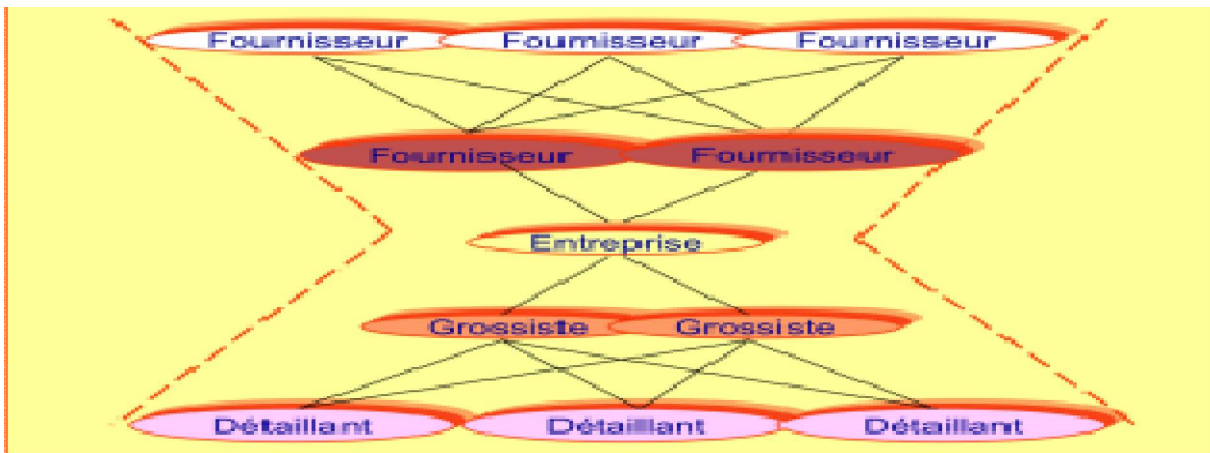 Fournisseur Fournisseur Fournisseur
Fournisseur Fournisseur
Entreprise
Grossiste Grossiste
Détaillant Détaillant Détaillant